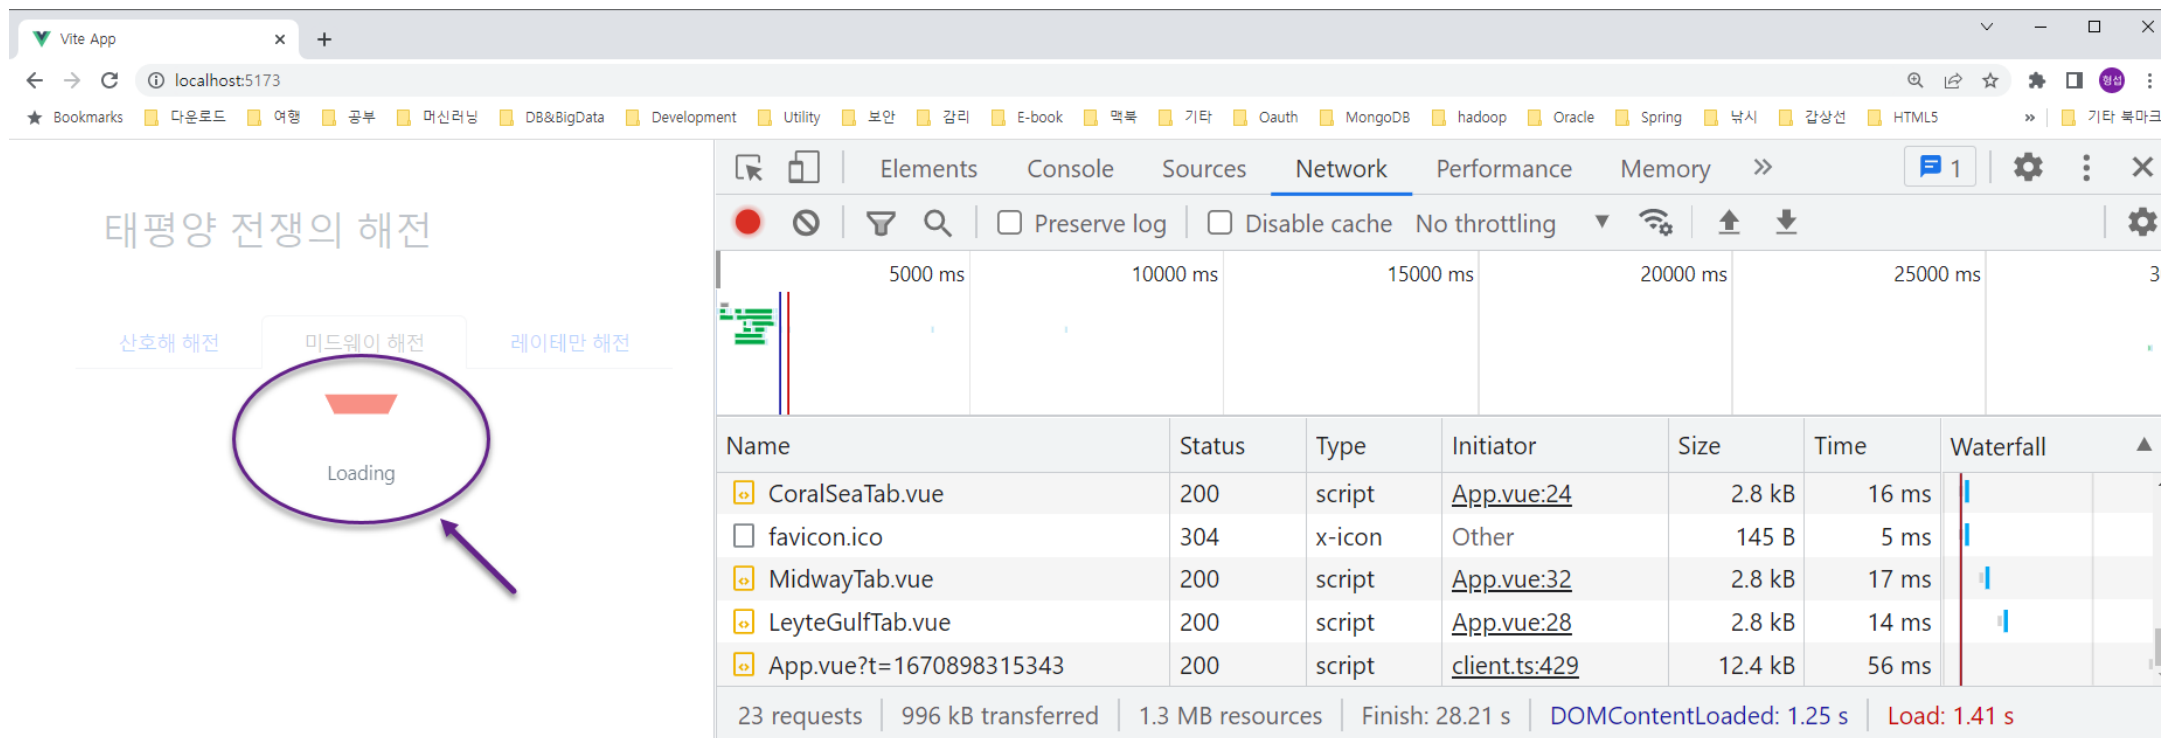 Vite App
localhost:5173
형섭
Bookmarks 다운로드 여행 공부 머신러닝 DB&BigData Development Utility 보안 감리 E-book 맥북 기타 Oauth MongoDB hadoop Oracle Spring 낚시 갑상선 HTML5 » 기타 북마크
Elements Console Sources Network Performance Memory 1
Preserve log Disable cache No throttling
5000 ms 10000 ms 15000 ms 20000 ms 25000 ms 3
태평양 전쟁의 해전
산호해 해전 미드웨이 해전 레이테만 해전
Loading
Name Status Type Initiator Size Time Waterfall
CoralSeaTab.vue 200 script App.vue:24 2.8 kB 16 ms
favicon.ico 304 x-icon Other 145 B 5 ms
MidwayTab.vue 200 script App.vue:32 2.8 kB 17 ms
LeyteGulfTab.vue 200 script App.vue:28 2.8 kB 14 ms
App.vue?t=1670898315343 200 script client.ts:429 12.4 kB 56 ms
23 requests 996 kB transferred 1.3 MB resources Finish: 28.21 s DOMContentLoaded: 1.25 s Load: 1.41 s